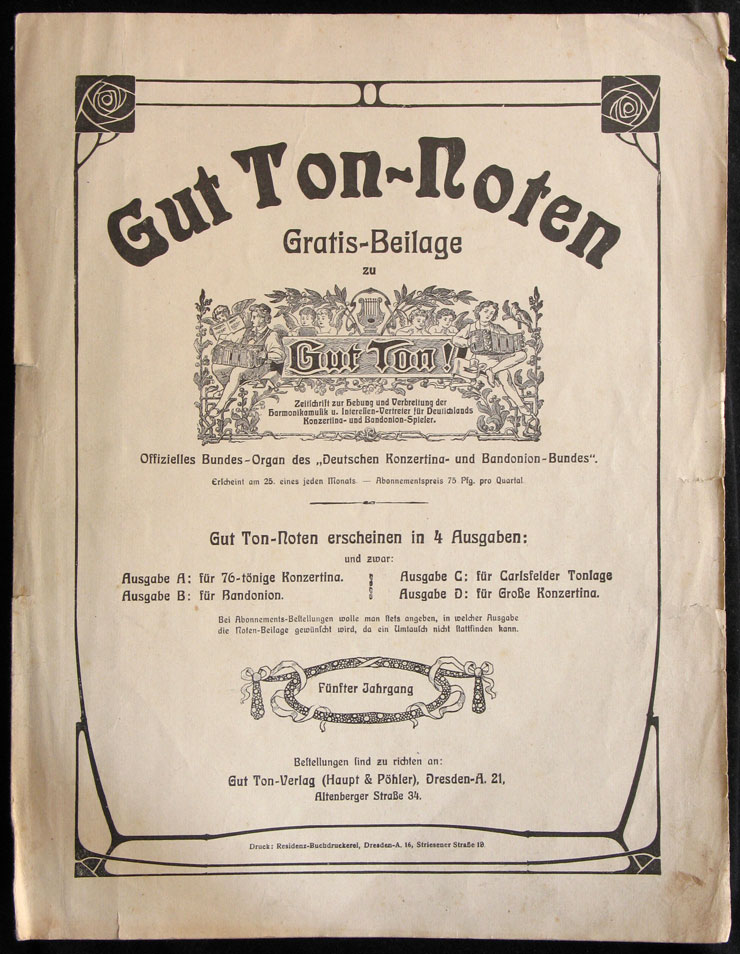 Gut Ton-Noten
Gratis-Beilage
zu
Gut Ton!
Zeitſchrift zur Hebung und Verbreitung der
Harmonikamuſik u. Intereſſen-Vertreter für Deutſchlands
Konzertina- und Bandonion-Spieler.
Offizielles Bundes-Organ des „Deutschen Konzertina- und Bandonion-Bundes“.
Erſcheint am 25. eines jeden Monats. — Abonnementspreis 75 Pfg. pro Quartal.
Gut Ton-Noten erscheinen in 4 Ausgaben:
und zwar:
Ausgabe A: für 76-tönige Konzertina.
Ausgabe B: für Bandonion.
Ausgabe C: für Carlsfelder Tonlage
Ausgabe D: für Große Konzertina.
Bei Abonnements-Beſtellungen wolle man ſtets angeben, in welcher Ausgabe
die Noten-Beilage gewünſcht wird, da ein Umtauſch nicht ſtattfinden kann.
Fünfter Jahrgang
Beſtellungen ſind zu richten an:
Gut Ton-Verlag (Haupt & Pöhler), Dresden-A. 21,
Altenberger Straße 34.
Druck: Residenz-Buchdruckerei, Dresden-A. 16, Striesener Straße